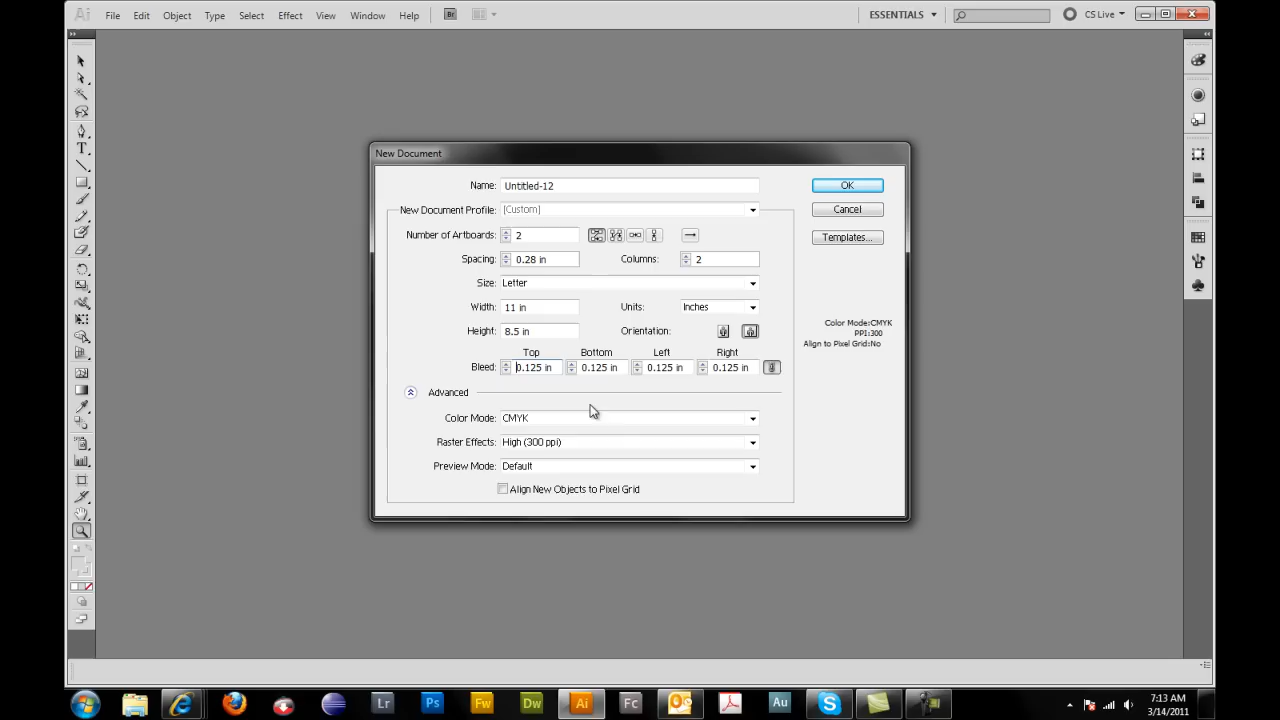 Ai File Edit Object Type Select Effect View Window Help Br ESSENTIALS CS Live
New Document
Name: Untitled-12 OK
New Document Profile: [Custom] Cancel
Number of Artboards: 2 Templates...
Spacing: 0.28 in Columns: 2
Size: Letter
Width: 11 in Units: Inches
Height: 8.5 in Orientation:
Color Mode:CMYK
PPI:300
Align to Pixel Grid:No
Top Bottom Left Right
Bleed: 0.125 in 0.125 in 0.125 in 0.125 in
Advanced
Color Mode: CMYK
Raster Effects: High (300 ppi)
Preview Mode: Default
Align New Objects to Pixel Grid
Lr Ps Fw Dw Ai Fc Au
7:13 AM
3/14/2011